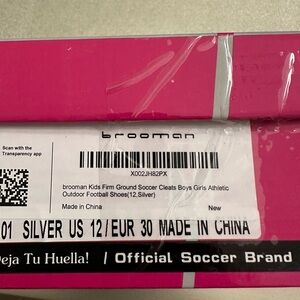 brooman
Scan with the
Transparency app
X002JH82PX
brooman Kids Firm Ground Soccer Cleats Boys Girls Athletic
Outdoor Football Shoes(12,Silver)
Made in China
New
01 SILVER US 12/EUR 30 MADE IN CHINA
Deja Tu Huella! / Official Soccer Brand